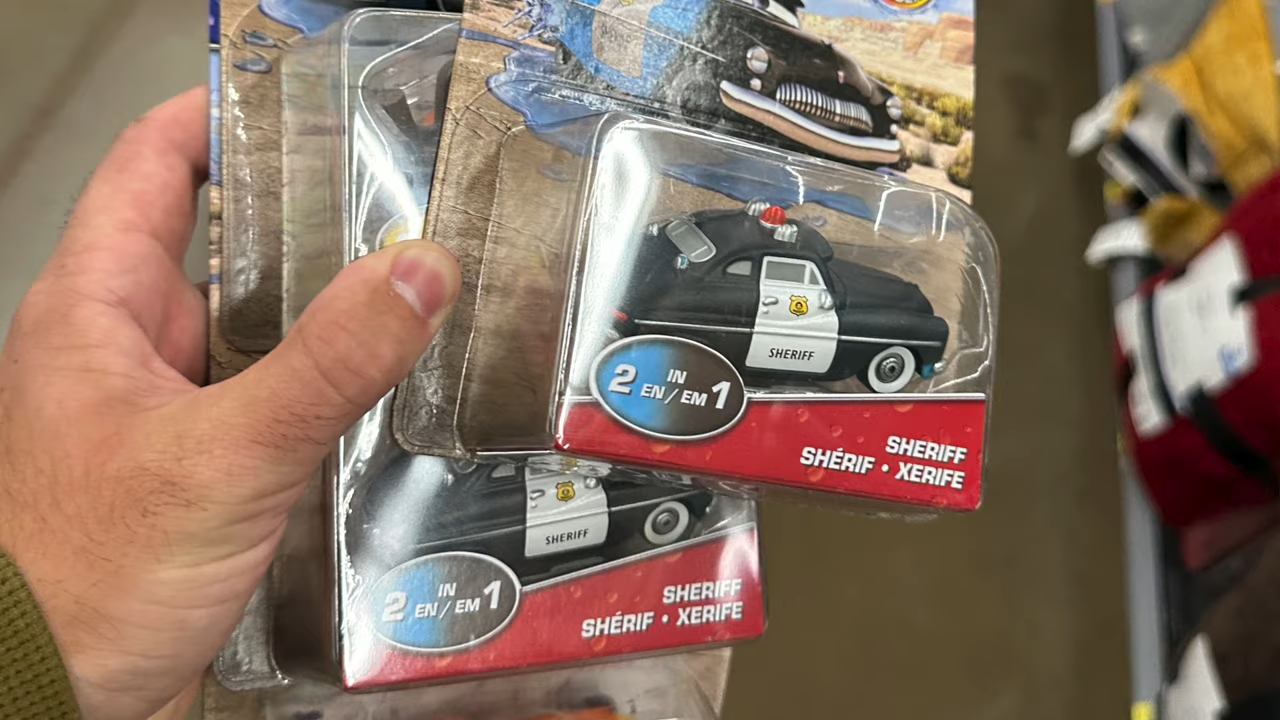 SHERIFF
2 IN
EN/EM 1
SHERIFF
SHÉRIF • XERIFE
SHERIFF
2 IN
EN/EM 1
SHERIFF
SHÉRIF • XERIFE